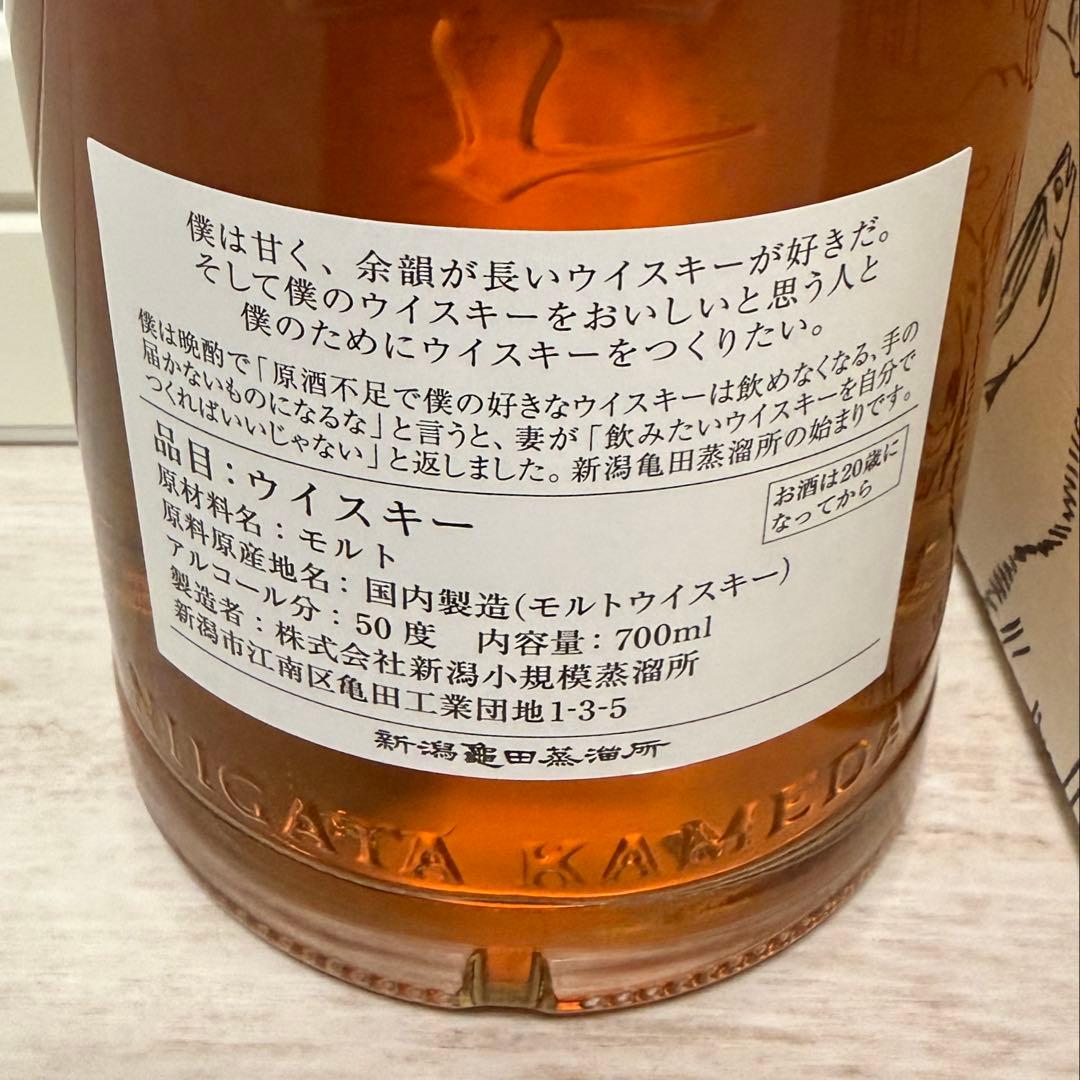 僕は甘く、余韻が長いウイスキーが好きだ。
そして僕のウイスキーをおいしいと思う人と
僕のためにウイスキーをつくりたい。
僕は晩酌で「原酒不足で僕の好きなウイスキーは飲めなくなる、手の
届かないものになるな」と言うと、妻が「飲みたいウイスキーを自分で
つくればいいじゃない」と返しました。新潟亀田蒸溜所の始まりです。
品目：ウイスキー
お酒は20歳に
なってから
原材料名：モルト
原料原産地名：国内製造(モルトウイスキー)
アルコール分：50度 内容量：700ml
製造者：株式会社新潟小規模蒸溜所
新潟市江南区亀田工業団地1-3-5
新潟亀田蒸溜所
NIIGATA KAMEDA